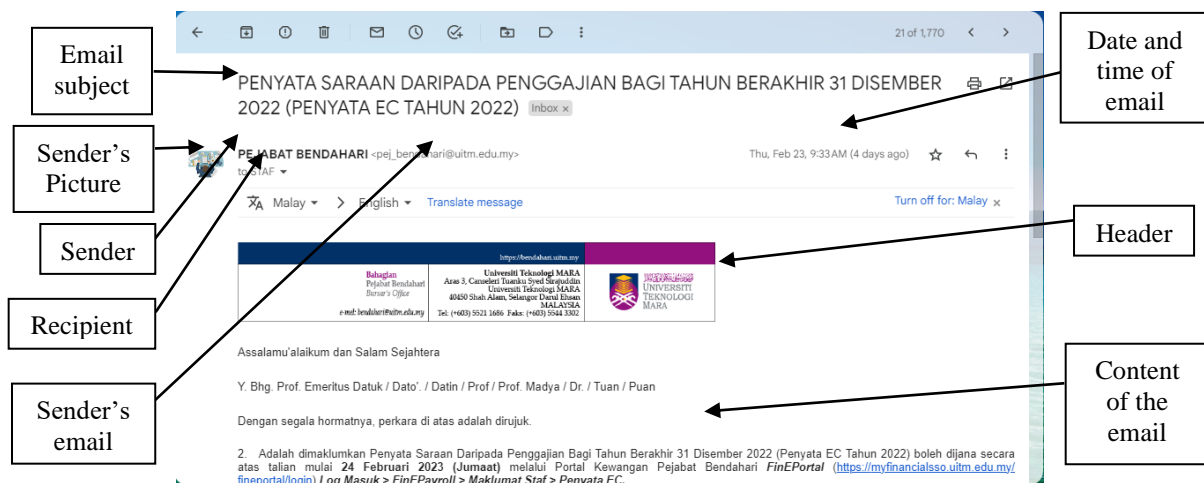 Email
subject
Sender's
Picture
Sender
Recipient
Sender's
email
21 of 1,770
PENYATA SARAAN DARIPADA PENGGAJIAN BAGI TAHUN BERAKHIR 31 DISEMBER
2022 (PENYATA EC TAHUN 2022) Inbox x
PEJABAT BENDAHARI <pej_bendahari@uitm.edu.my>
Thu, Feb 23, 9:33 AM (4 days ago)
to STAF
Malay > English Translate message
Turn off for: Malay x
https://bendahari.uitm.my
Bahagian
Pejabat Bendahari
Bursar's Office
e-mel: bendahari@uitm.edu.my
Universiti Teknologi MARA
Aras 3, Canseleri Tuanku Syed Sirajuddin
Universiti Teknologi MARA
40450 Shah Alam, Selangor Darul Ehsan
MALAYSIA
Tel: (+603) 5521 1686 Faks: (+603) 5544 3302
UNIVERSITI
TEKNOLOGI
MARA
Assalamu'alaikum dan Salam Sejahtera
Y. Bhg. Prof. Emeritus Datuk / Dato'. / Datin / Prof / Prof. Madya / Dr. / Tuan / Puan
Dengan segala hormatnya, perkara di atas adalah dirujuk.
2. Adalah dimaklumkan Penyata Saraan Daripada Penggajian Bagi Tahun Berakhir 31 Disember 2022 (Penyata EC Tahun 2022) boleh dijana secara
atas talian mulai 24 Februari 2023 (Jumaat) melalui Portal Kewangan Pejabat Bendahari FinEPortal (https://myfinancialsso.uitm.edu.my/
fineportal/login) Log Masuk > FinEPayroll > Maklumat Staf > Penyata EC.
Date and
time of
email
Header
Content
of the
email